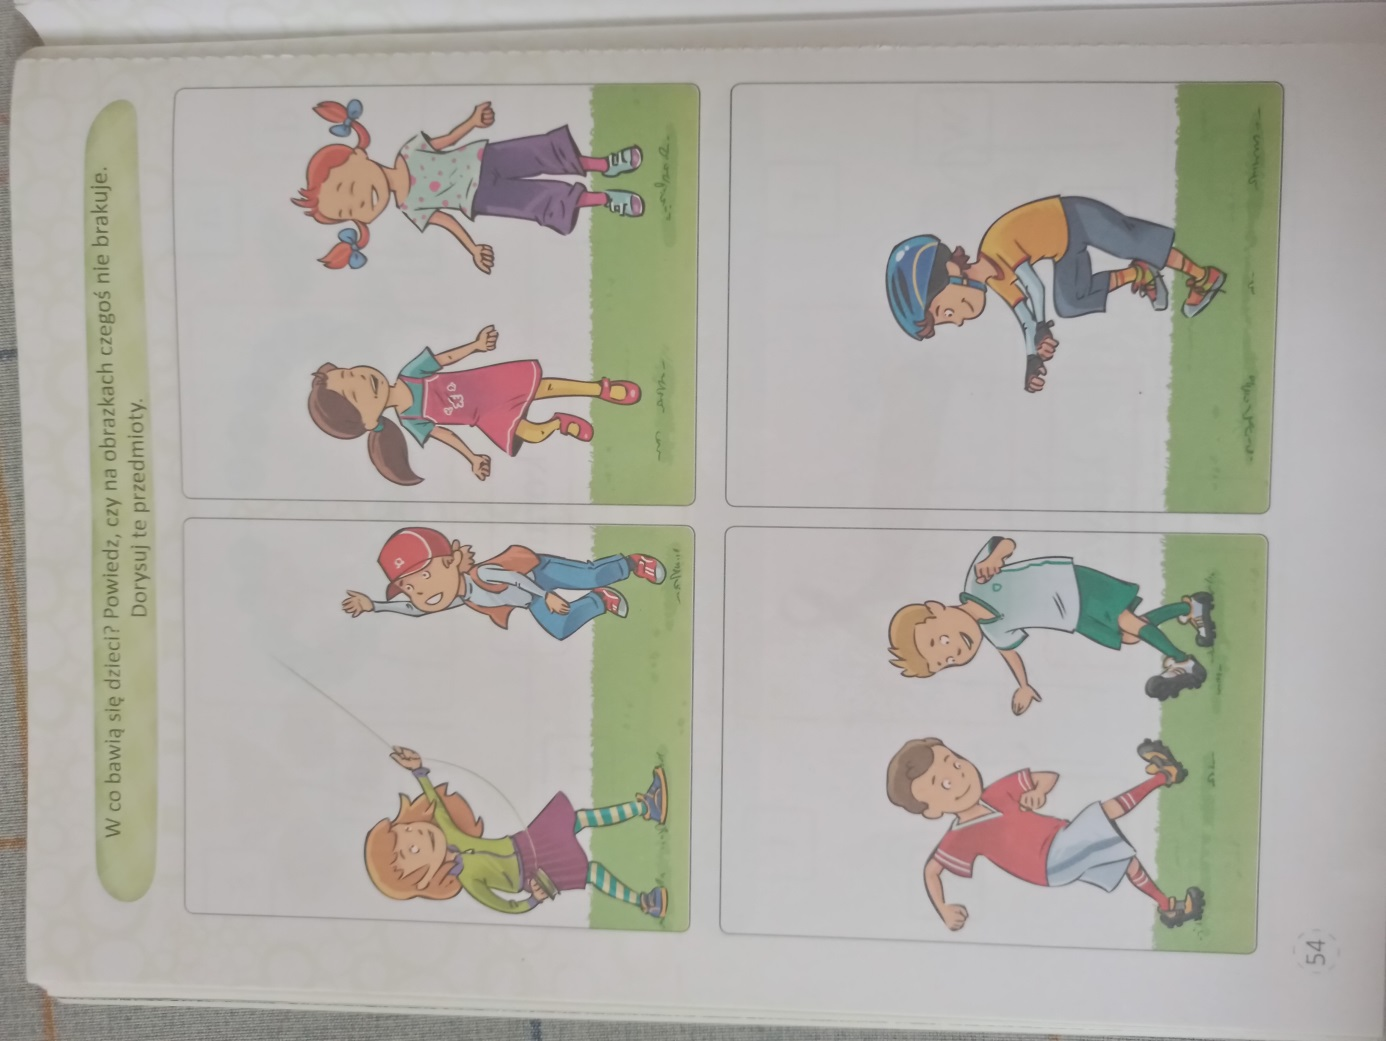 W co bawią się dzieci? Powiedz, czy na obrazkach czegoś nie brakuje.
Dorysuj te przedmioty.
54